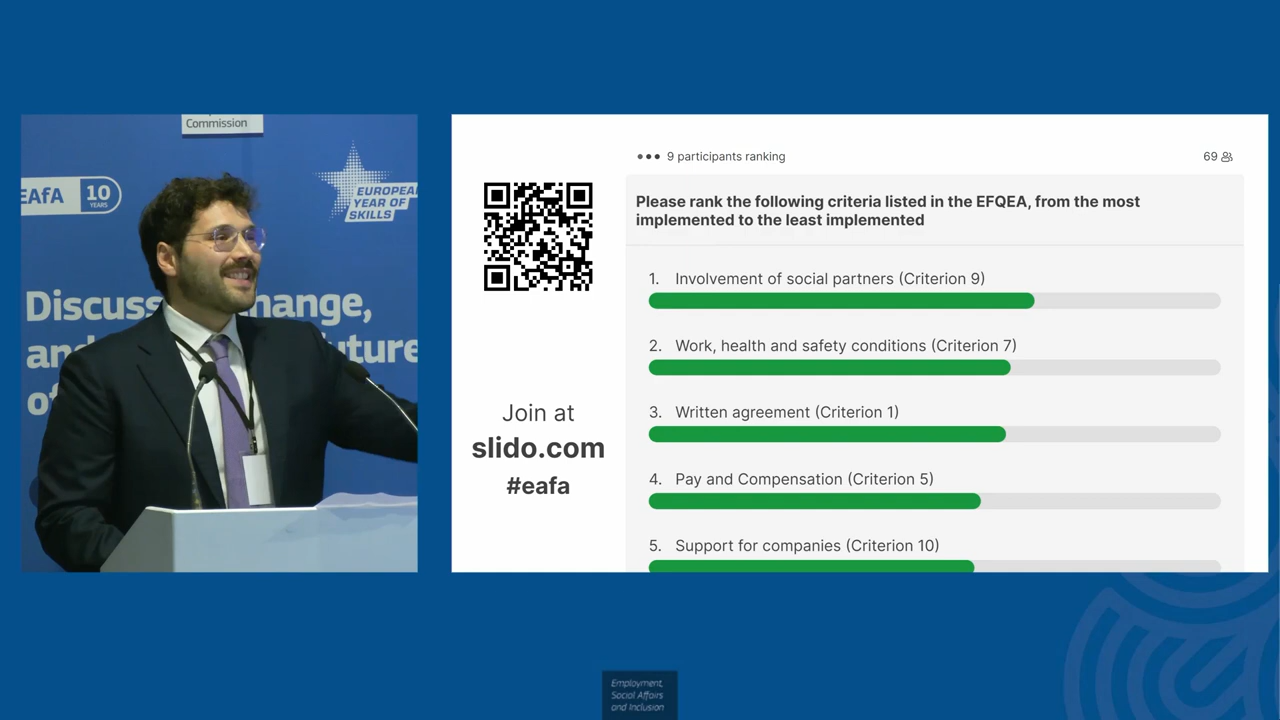 Commission
EAfA 10
YEARS
EUROPEAN
YEAR OF
SKILLS
Discuss hange,
and uture
of
••• 9 participants ranking
69
Please rank the following criteria listed in the EFQEA, from the most
implemented to the least implemented
1. Involvement of social partners (Criterion 9)
2. Work, health and safety conditions (Criterion 7)
3. Written agreement (Criterion 1)
4. Pay and Compensation (Criterion 5)
5. Support for companies (Criterion 10)
Join at
slido.com
#eafa
Employment,
Social Affairs
and Inclusion